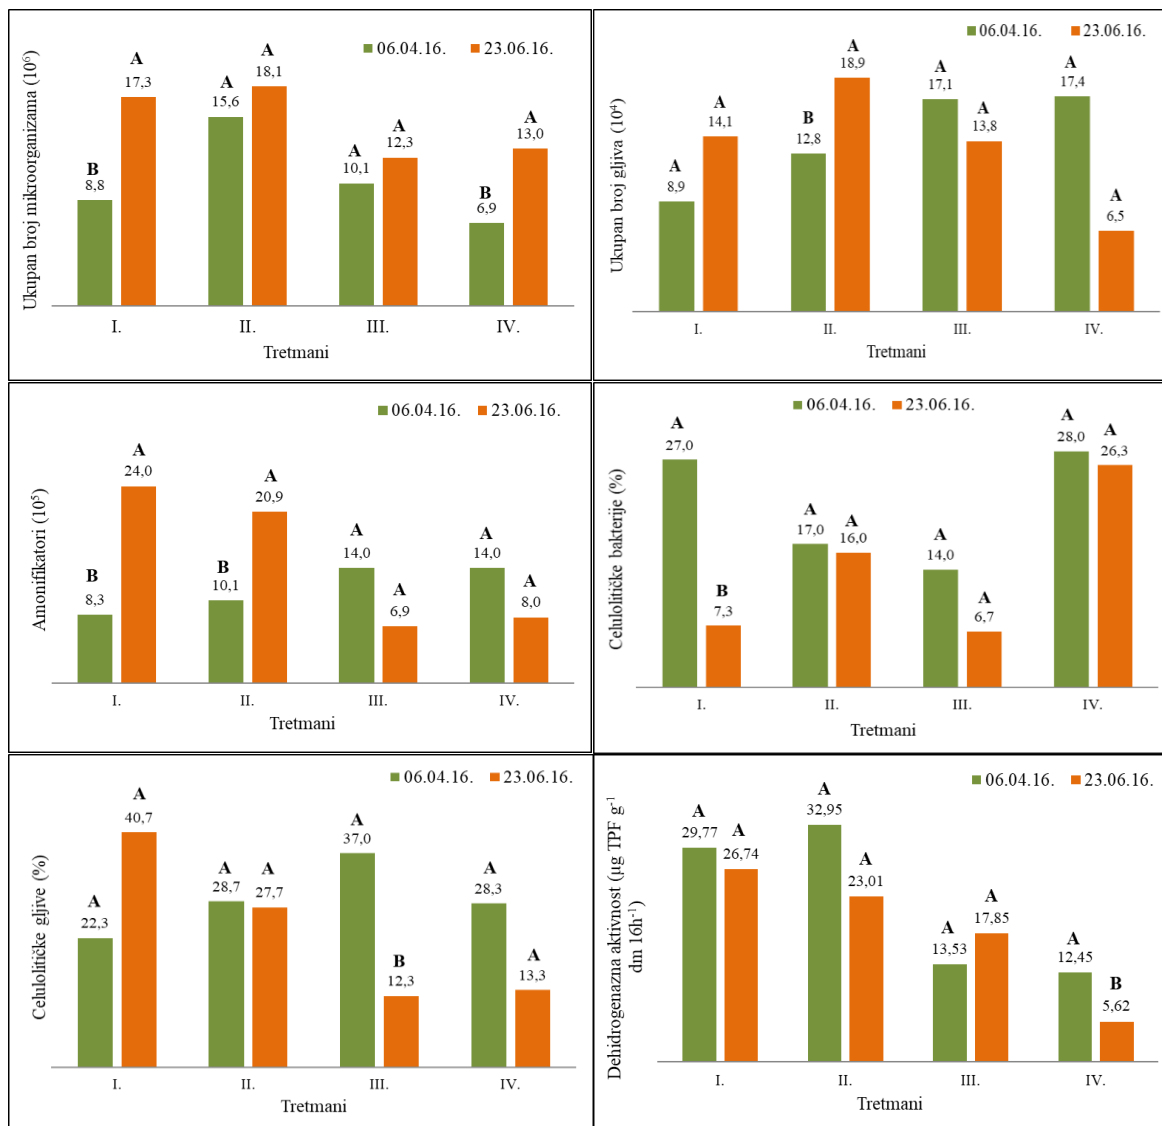 Ukupan broj mikroorganizama (10⁶)
06.04.16. 23.06.16.
B 8,8 A 17,3
A 15,6 A 18,1
A 10,1 A 12,3
B 6,9 A 13,0
I. II. III. IV.
Tretmani
Ukupan broj gljiva (10⁴)
06.04.16. 23.06.16.
A 8,9 A 14,1
B 12,8 A 18,9
A 17,1 A 13,8
A 17,4 A 6,5
I. II. III. IV.
Tretmani
Amonifikatori (10⁵)
06.04.16. 23.06.16.
B 8,3 A 24,0
B 10,1 A 20,9
A 14,0 A 6,9
A 14,0 A 8,0
I. II. III. IV.
Tretmani
Celulolitičke bakterije (%)
06.04.16. 23.06.16.
A 27,0 B 7,3
A 17,0 A 16,0
A 14,0 A 6,7
A 28,0 A 26,3
I. II. III. IV.
Tretmani
Celulolitičke gljive (%)
06.04.16. 23.06.16.
A 22,3 A 40,7
A 28,7 A 27,7
A 37,0 B 12,3
A 28,3 A 13,3
I. II. III. IV.
Tretmani
Dehidrogenazna aktivnost (µg TPF g⁻¹
dm 16h⁻¹)
06.04.16. 23.06.16.
A 29,77 A 26,74
A 32,95 A 23,01
A 13,53 A 17,85
A 12,45 B 5,62
I. II. III. IV.
Tretmani